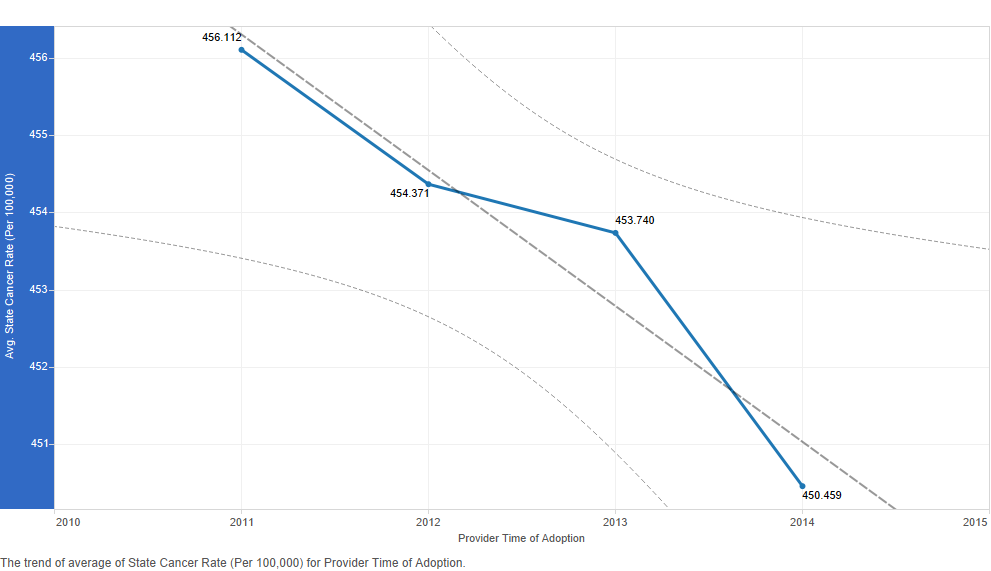 456.112
456
455
454.371
454
453.740
453
452
451
450.459
Avg. State Cancer Rate (Per 100,000)
2010 2011 2012 2013 2014 2015
Provider Time of Adoption
The trend of average of State Cancer Rate (Per 100,000) for Provider Time of Adoption.